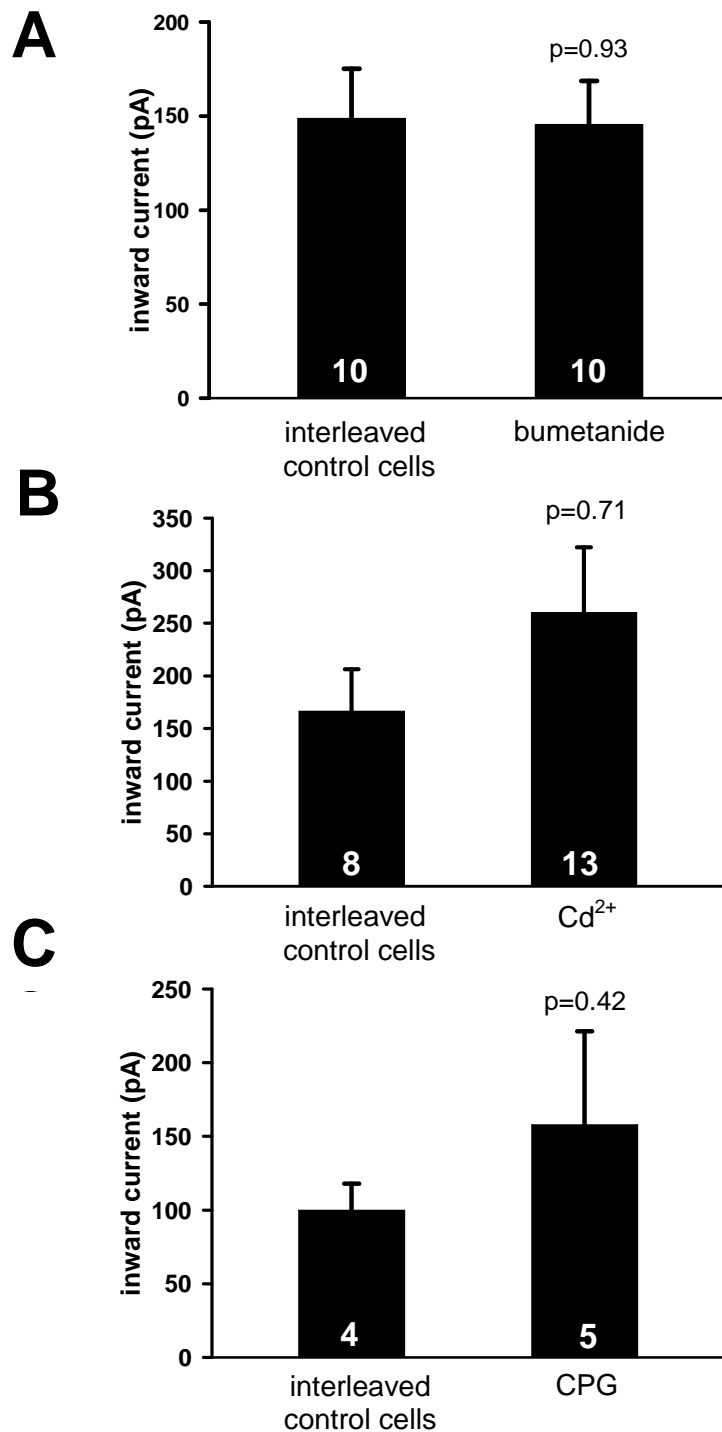 A
200
150
100
50
0
inward current (pA)
p=0.93
10
10
interleaved
control cells
bumetanide
B
350
300
250
200
150
100
50
0
inward current (pA)
p=0.71
8
13
interleaved
control cells
Cd²⁺
C
250
200
150
100
50
0
inward current (pA)
p=0.42
4
5
interleaved
control cells
CPG